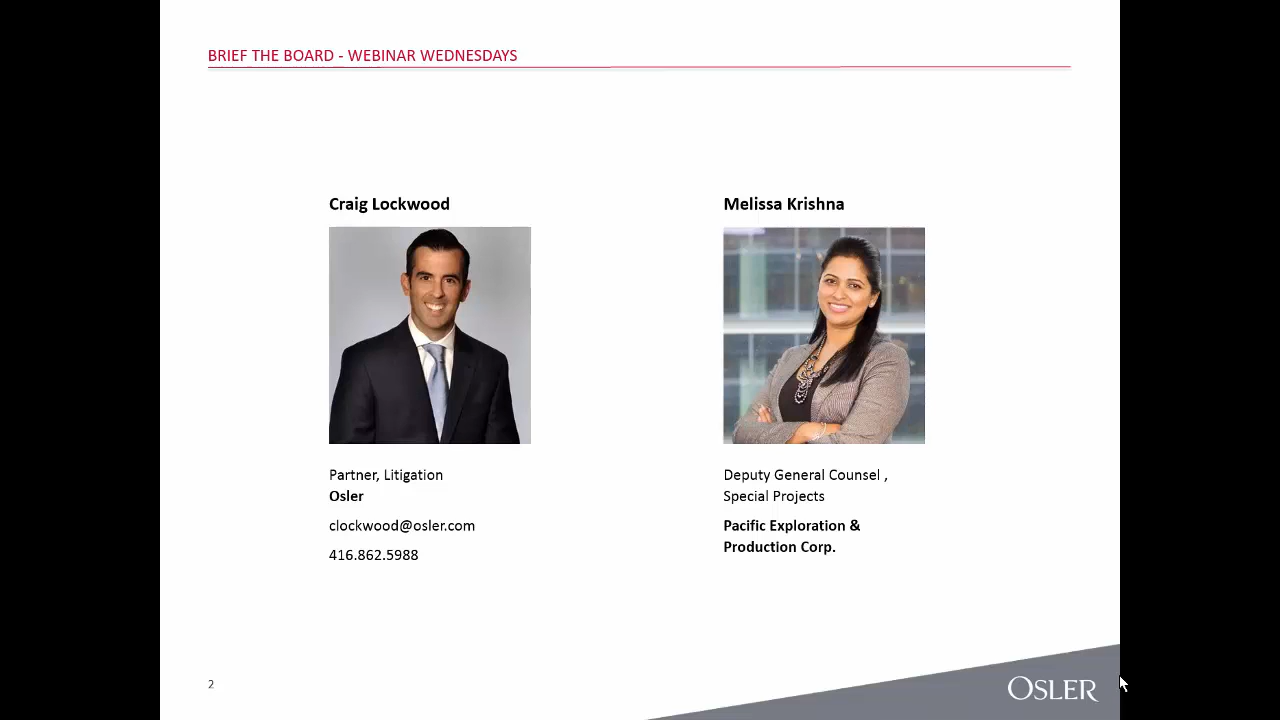 BRIEF THE BOARD - WEBINAR WEDNESDAYS
Craig Lockwood
Partner, Litigation
Osler
clockwood@osler.com
416.862.5988
Melissa Krishna
Deputy General Counsel ,
Special Projects
Pacific Exploration &
Production Corp.
2
OSLER